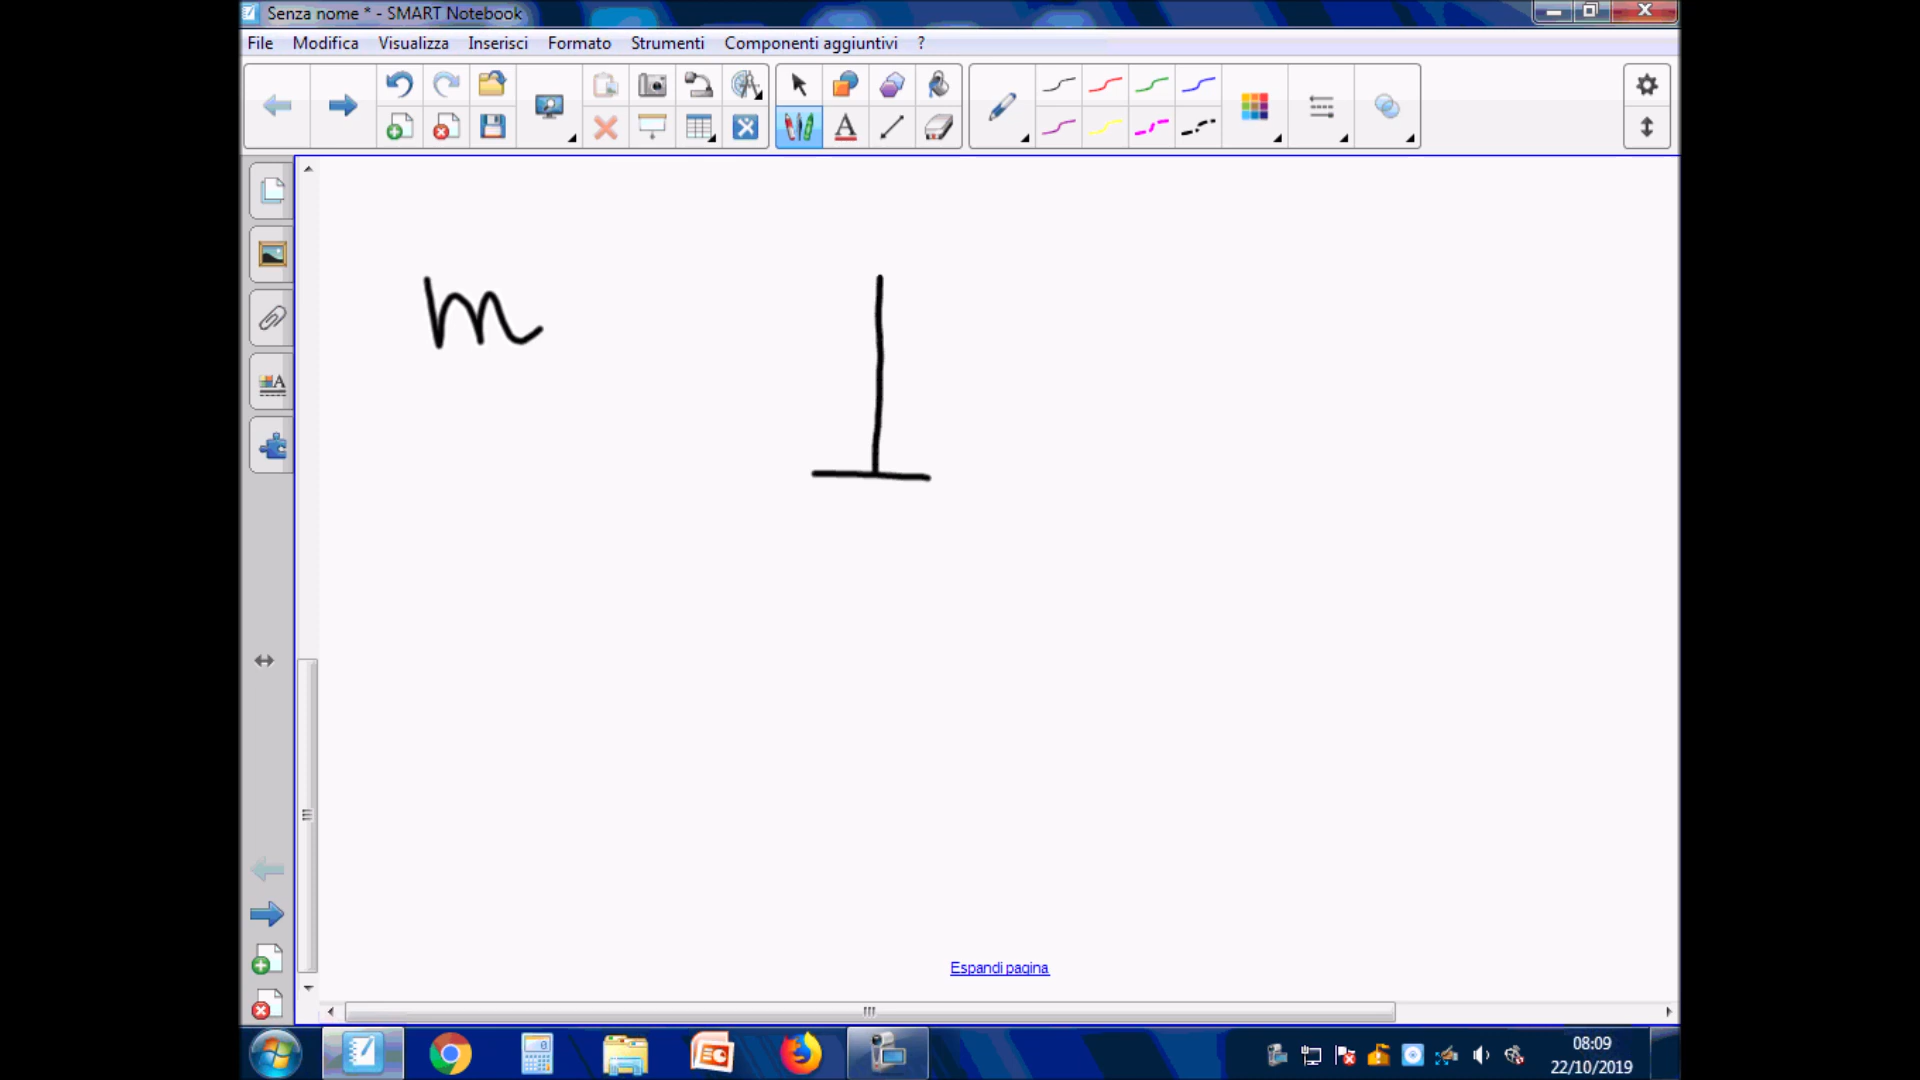 Senza nome * - SMART Notebook
File Modifica Visualizza Inserisci Formato Strumenti Componenti aggiuntivi ?
m
Espandi pagina
08:09
22/10/2019